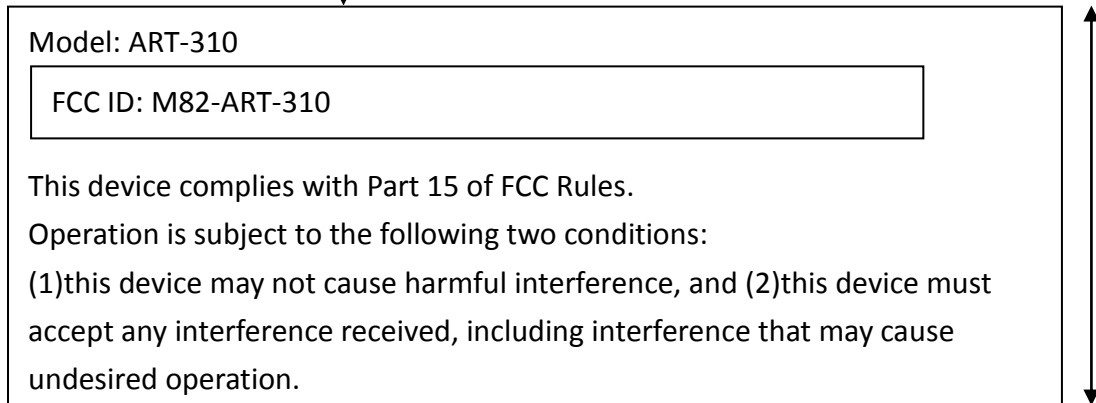 Model: ART-310
FCC ID: M82-ART-310
This device complies with Part 15 of FCC Rules.
Operation is subject to the following two conditions:
(1)this device may not cause harmful interference, and (2)this device must
accept any interference received, including interference that may cause
undesired operation.